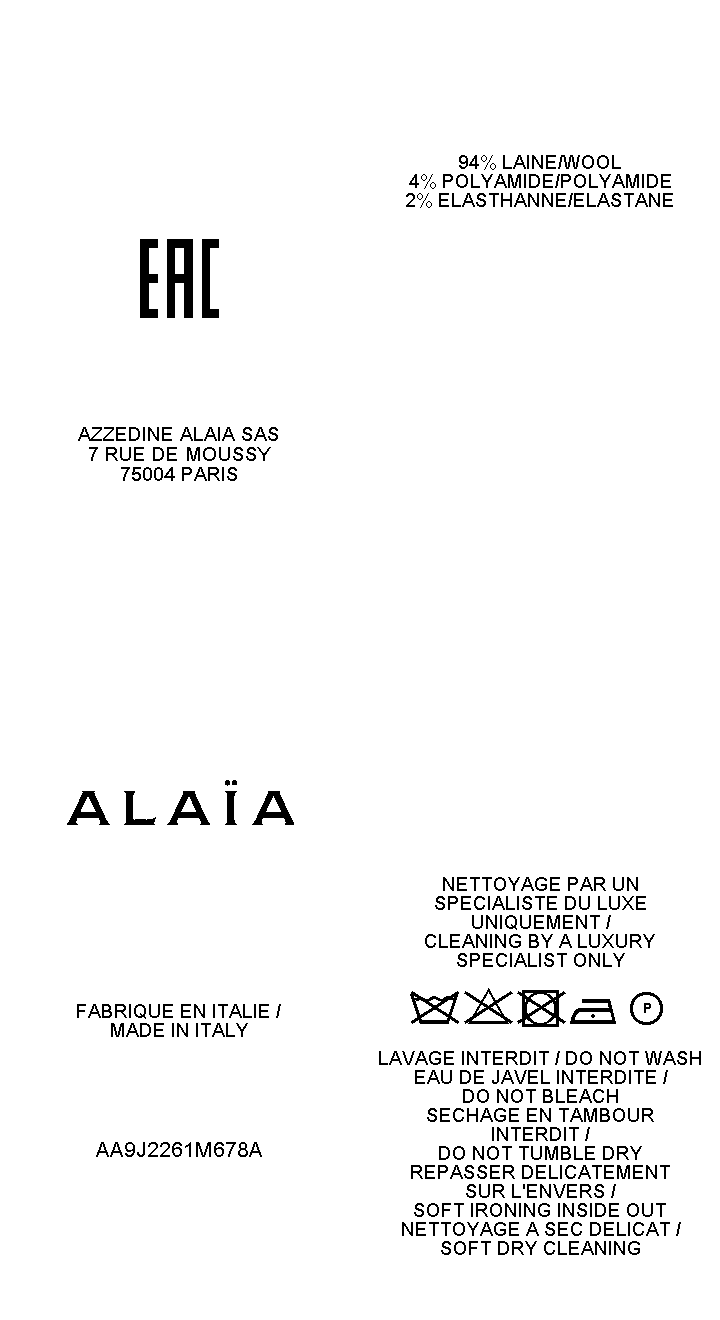 EAC
AZZEDINE ALAIA SAS
7 RUE DE MOUSSY
75004 PARIS
ALAÏA
FABRIQUE EN ITALIE /
MADE IN ITALY
AA9J2261M678A
94% LAINE/WOOL
4% POLYAMIDE/POLYAMIDE
2% ELASTHANNE/ELASTANE
NETTOYAGE PAR UN
SPECIALISTE DU LUXE
UNIQUEMENT /
CLEANING BY A LUXURY
SPECIALIST ONLY
P
LAVAGE INTERDIT / DO NOT WASH
EAU DE JAVEL INTERDITE /
DO NOT BLEACH
SECHAGE EN TAMBOUR
INTERDIT /
DO NOT TUMBLE DRY
REPASSER DELICATEMENT
SUR L'ENVERS /
SOFT IRONING INSIDE OUT
NETTOYAGE A SEC DELICAT /
SOFT DRY CLEANING